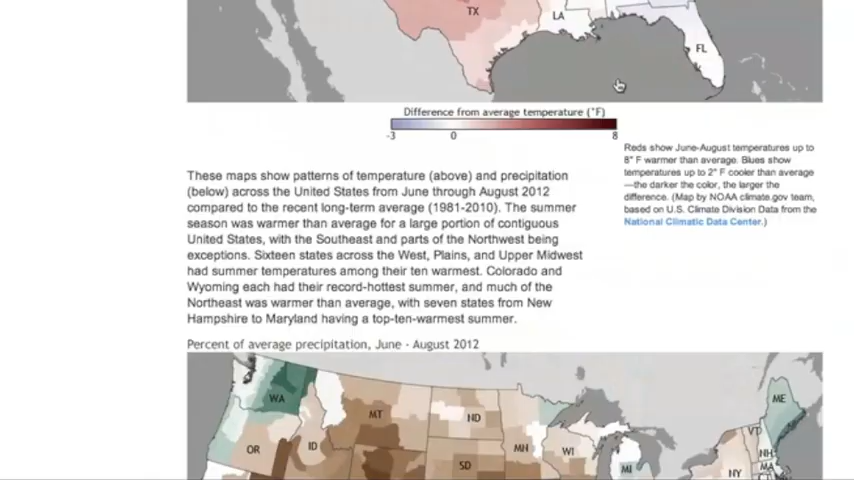 TX
LA
FL
Difference from average temperature (°F)
-3 0 8
Reds show June-August temperatures up to
8° F warmer than average. Blues show
temperatures up to 2° F cooler than average
—the darker the color, the larger the
difference. (Map by NOAA climate.gov team,
based on U.S. Climate Division Data from the
National Climatic Data Center.)
These maps show patterns of temperature (above) and precipitation
(below) across the United States from June through August 2012
compared to the recent long-term average (1981-2010). The summer
season was warmer than average for a large portion of contiguous
United States, with the Southeast and parts of the Northwest being
exceptions. Sixteen states across the West, Plains, and Upper Midwest
had summer temperatures among their ten warmest. Colorado and
Wyoming each had their record-hottest summer, and much of the
Northeast was warmer than average, with seven states from New
Hampshire to Maryland having a top-ten-warmest summer.
Percent of average precipitation, June - August 2012
WA
ME
MT
ND
VT
OR
ID
MN
WI
NH
SD
MI
NY
MA